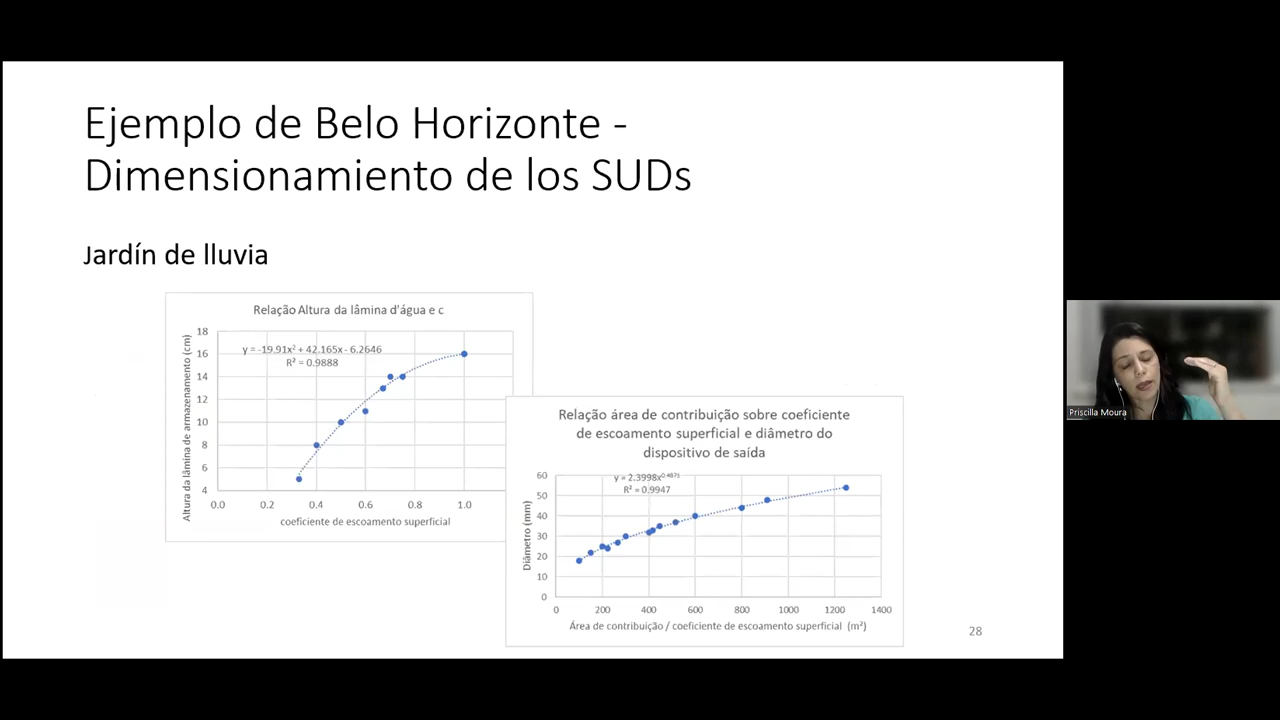 Ejemplo de Belo Horizonte -
Dimensionamiento de los SUDs
Jardín de lluvia
Relação Altura da lâmina d'água e c
y = -19.91x² + 42.165x - 6.2646
R² = 0.9888
Altura da lâmina de armazenamento (cm)
18
16
14
12
10
8
6
4
0.0 0.2 0.4 0.6 0.8 1.0
coeficiente de escoamento superficial
Relação área de contribuição sobre coeficiente
de escoamento superficial e diâmetro do
dispositivo de saída
R² = 0.9947
Diâmetro (mm)
60
50
40
30
20
10
0
0 200 400 600 800 1000 1200 1400
Área de contribuição / coeficiente de escoamento superficial (m²)
28
Priscilla Moura